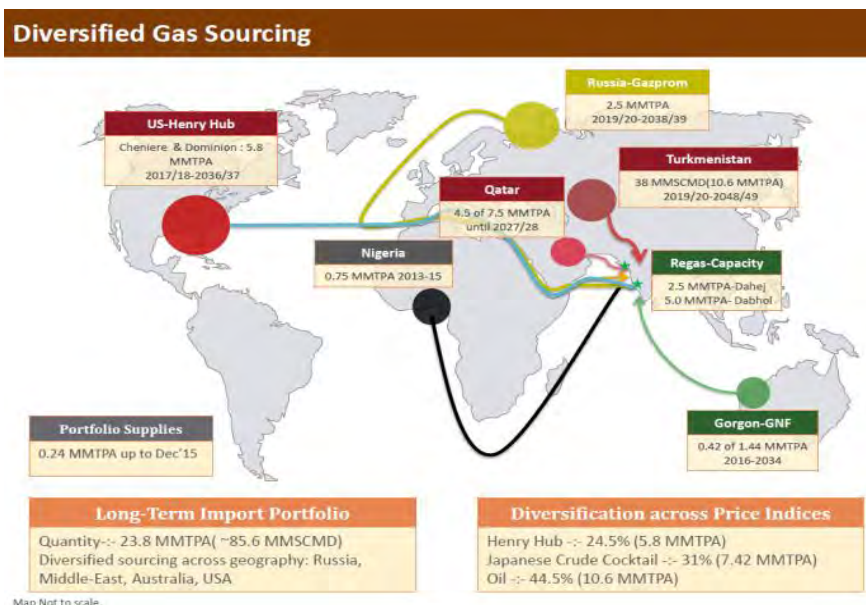 Diversified Gas Sourcing
Russia-Gazprom
2.5 MMTPA
2019/20-2038/39
US-Henry Hub
Cheniere & Dominion : 5.8
MMTPA
2017/18-2036/37
Turkmenistan
38 MMSCMD(10.6 MMTPA)
2019/20-2048/49
Qatar
4.5 of 7.5 MMTPA
until 2027/28
Nigeria
0.75 MMTPA 2013-15
Regas-Capacity
2.5 MMTPA-Dahej
5.0 MMTPA- Dabhol
Gorgon-GNF
0.42 of 1.44 MMTPA
2016-2034
Portfolio Supplies
0.24 MMTPA up to Dec'15
Long-Term Import Portfolio
Quantity-:- 23.8 MMTPA( ~85.6 MMSCMD)
Diversified sourcing across geography: Russia,
Middle-East, Australia, USA
Diversification across Price Indices
Henry Hub -:- 24.5% (5.8 MMTPA)
Japanese Crude Cocktail -:- 31% (7.42 MMTPA)
Oil -:- 44.5% (10.6 MMTPA)
Map Not to scale